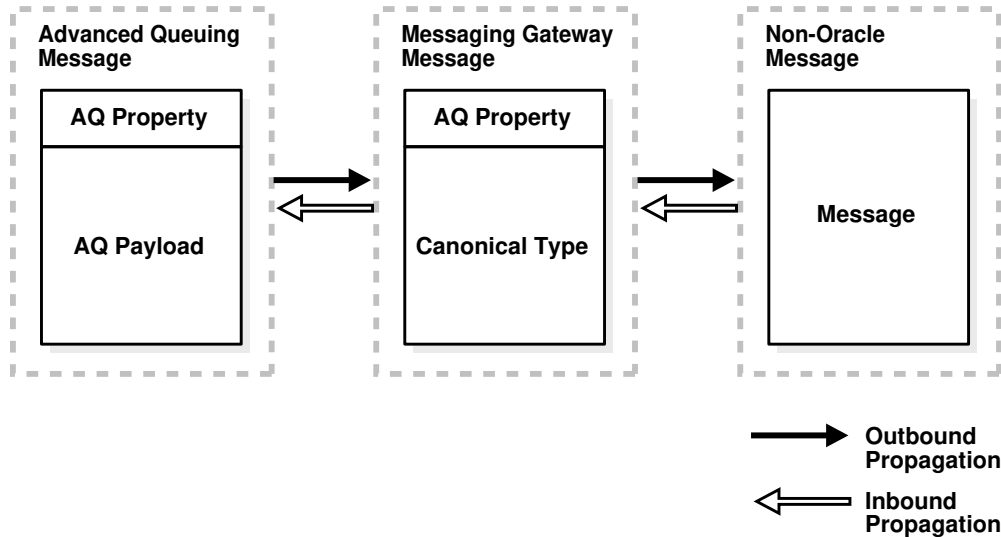 Advanced Queuing
Message
AQ Property
AQ Payload
Messaging Gateway
Message
AQ Property
Canonical Type
Non-Oracle
Message
Message
Outbound
Propagation
Inbound
Propagation